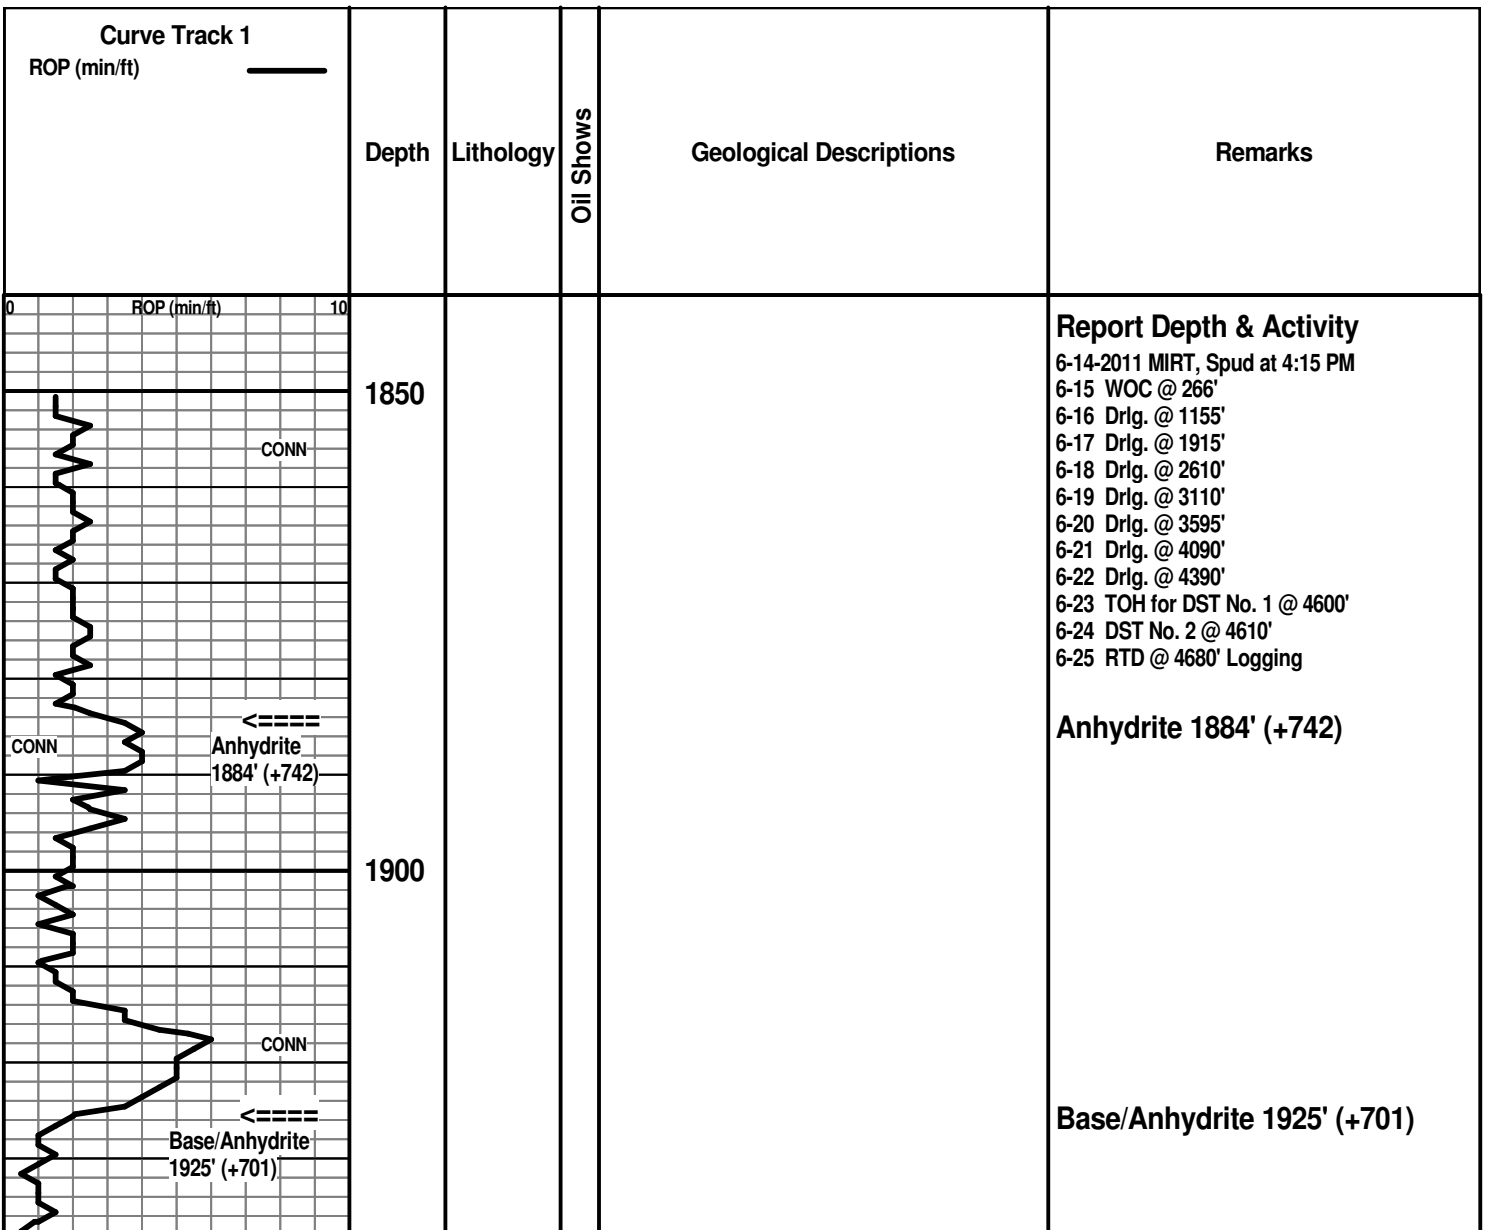 Curve Track 1
ROP (min/ft)
Depth
Lithology
Oil Shows
Geological Descriptions
Remarks
0 ROP (min/ft) 10
Report Depth & Activity
6-14-2011 MIRT, Spud at 4:15 PM
6-15 WOC @ 266'
6-16 Drlg. @ 1155'
6-17 Drlg. @ 1915'
6-18 Drlg. @ 2610'
6-19 Drlg. @ 3110'
6-20 Drlg. @ 3595'
6-21 Drlg. @ 4090'
6-22 Drlg. @ 4390'
6-23 TOH for DST No. 1 @ 4600'
6-24 DST No. 2 @ 4610'
6-25 RTD @ 4680' Logging
1850
CONN
<====
Anhydrite
1884' (+742)
CONN
Anhydrite 1884' (+742)
1900
CONN
<====
Base/Anhydrite
1925' (+701)
Base/Anhydrite 1925' (+701)